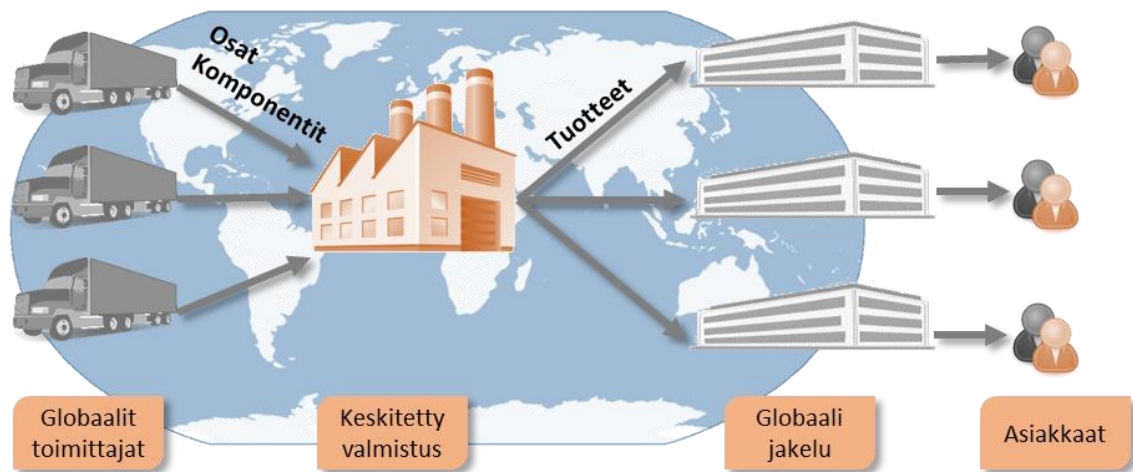 Osat
Komponentit
Tuotteet
Globaalit
toimittajat
Keskitetty
valmistus
Globaali
jakelu
Asiakkaat